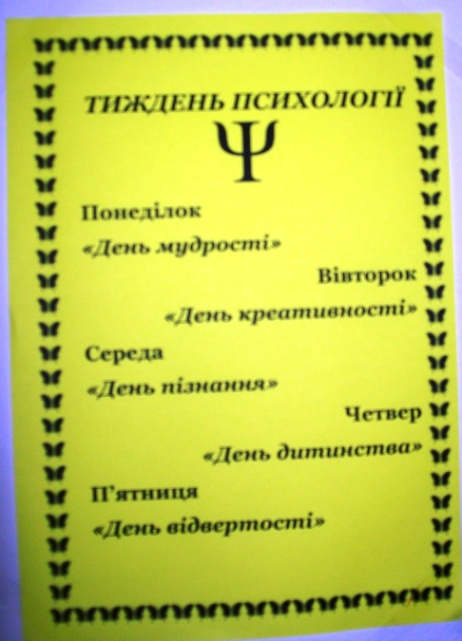 ТИЖДЕНЬ ПСИХОЛОГІЇ
Ψ
Понеділок
«День мудрості»
Вівторок
«День креативності»
Середа
«День пізнання»
Четвер
«День дитинства»
П'ятниця
«День відвертості»